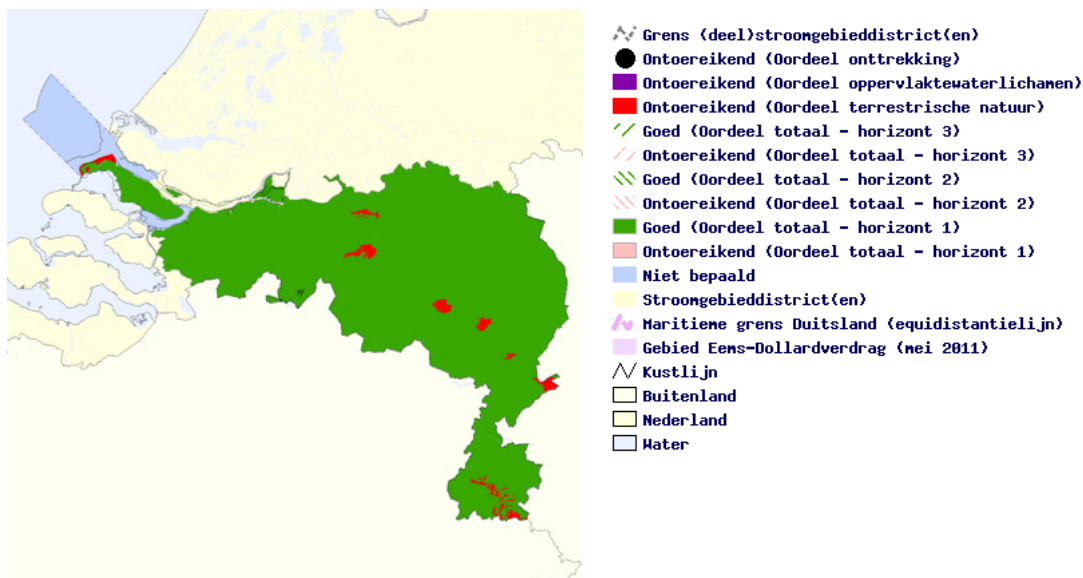 Grens (deel)stroomgebieddistrict(en)
Ontoereikend (Oordeel onttrekking)
Ontoereikend (Oordeel oppervlaktewaterlichamen)
Ontoereikend (Oordeel terrestrische natuur)
Goed (Oordeel totaal - horizont 3)
Ontoereikend (Oordeel totaal - horizont 3)
Goed (Oordeel totaal - horizont 2)
Ontoereikend (Oordeel totaal - horizont 2)
Goed (Oordeel totaal - horizont 1)
Ontoereikend (Oordeel totaal - horizont 1)
Niet bepaald
Stroomgebieddistrict(en)
Maritieme grens Duitsland (equidistantielijn)
Gebied Eems-Dollardverdrag (mei 2011)
Kustlijn
Buitenland
Nederland
Water